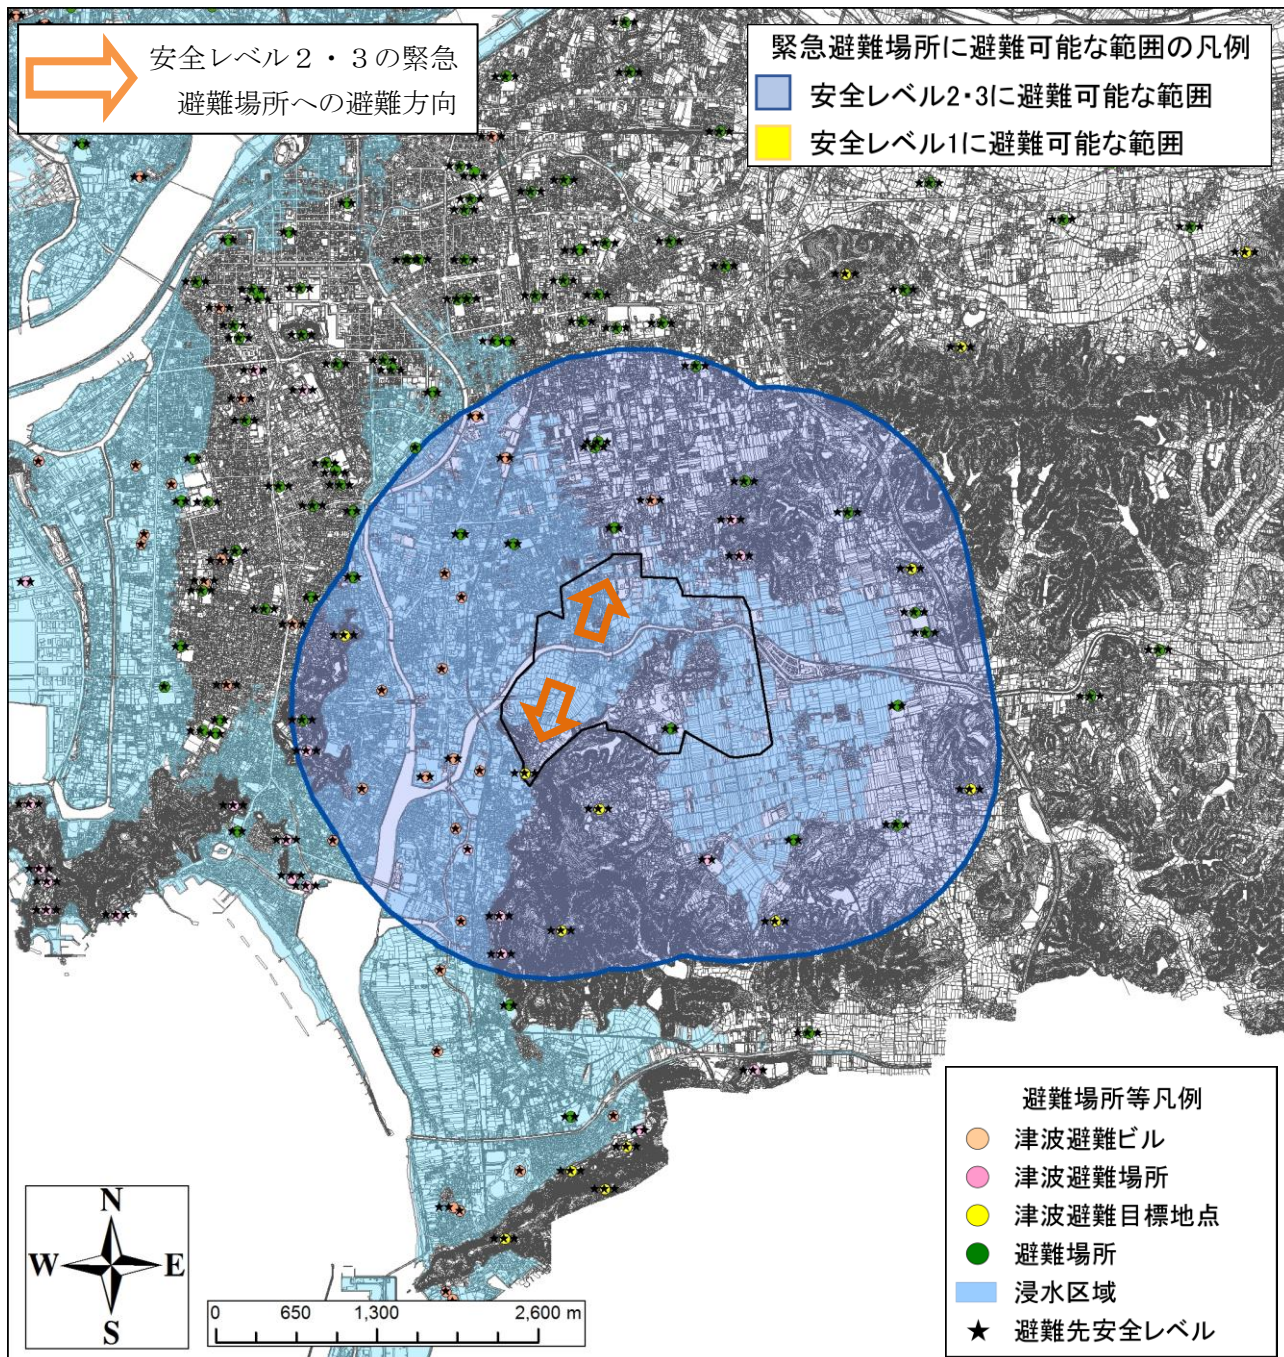 安全レベル２・３の緊急
避難場所への避難方向
緊急避難場所に避難可能な範囲の凡例
安全レベル2・3に避難可能な範囲
安全レベル1に避難可能な範囲
避難場所等凡例
津波避難ビル
津波避難場所
津波避難目標地点
避難場所
浸水区域
避難先安全レベル
N
W
E
S
0 650 1,300 2,600 m